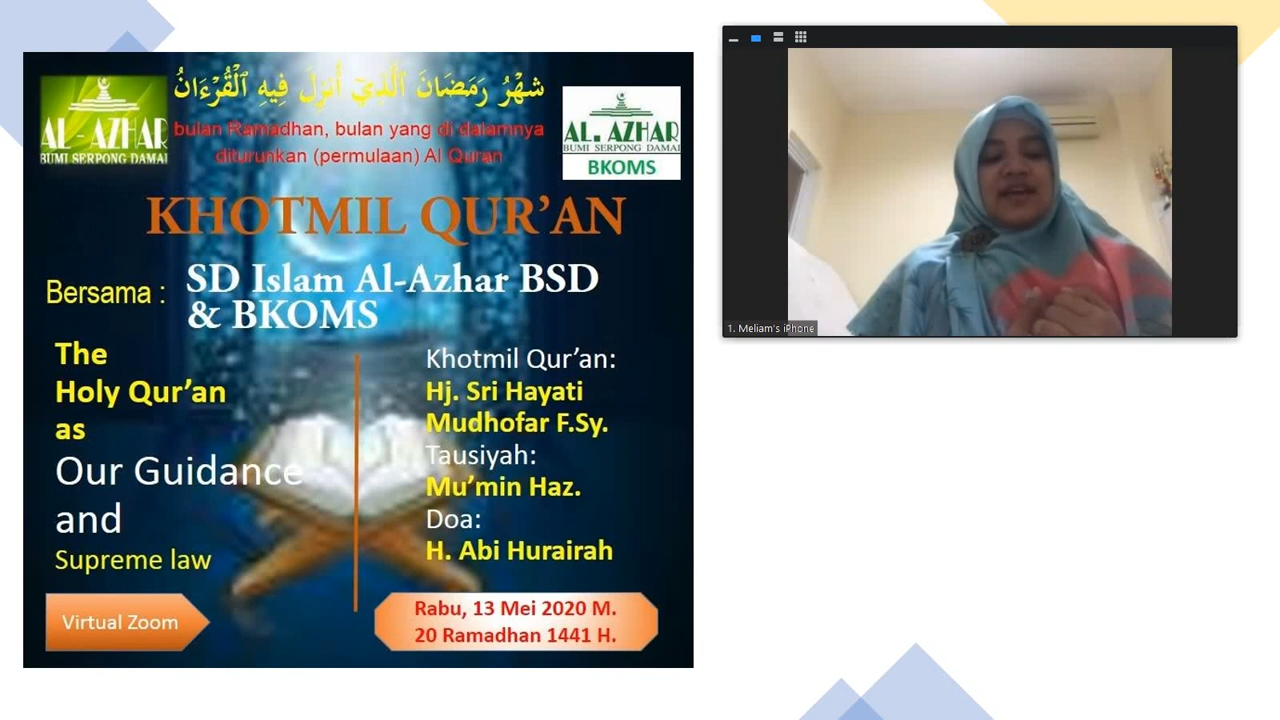 شَهْرُ رَمَضَانَ ٱلَّذِيٓ أُنزِلَ فِيهِ ٱلْقُرْءَانُ
bulan Ramadhan, bulan yang di dalamnya
diturunkan (permulaan) Al Quran
AL-AZHAR
BUMI SERPONG DAMAI
AL. AZHAR
BUMI SERPONG DAMAI
BKOMS
KHOTMIL QUR’AN
Bersama : SD Islam Al-Azhar BSD
& BKOMS
The
Holy Qur’an
as
Our Guidance
and
Supreme law
Virtual Zoom
Khotmil Qur’an:
Hj. Sri Hayati
Mudhofar F.Sy.
Tausiyah:
Mu’min Haz.
Doa:
H. Abi Hurairah
Rabu, 13 Mei 2020 M.
20 Ramadhan 1441 H.
1. Meliam's iPhone